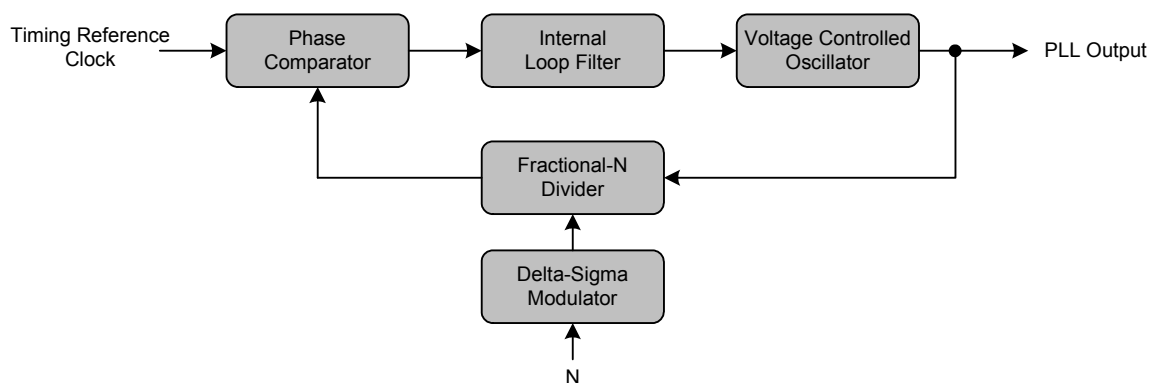 Timing Reference
Clock
Phase
Comparator
Internal
Loop Filter
Voltage Controlled
Oscillator
PLL Output
Fractional-N
Divider
Delta-Sigma
Modulator
N